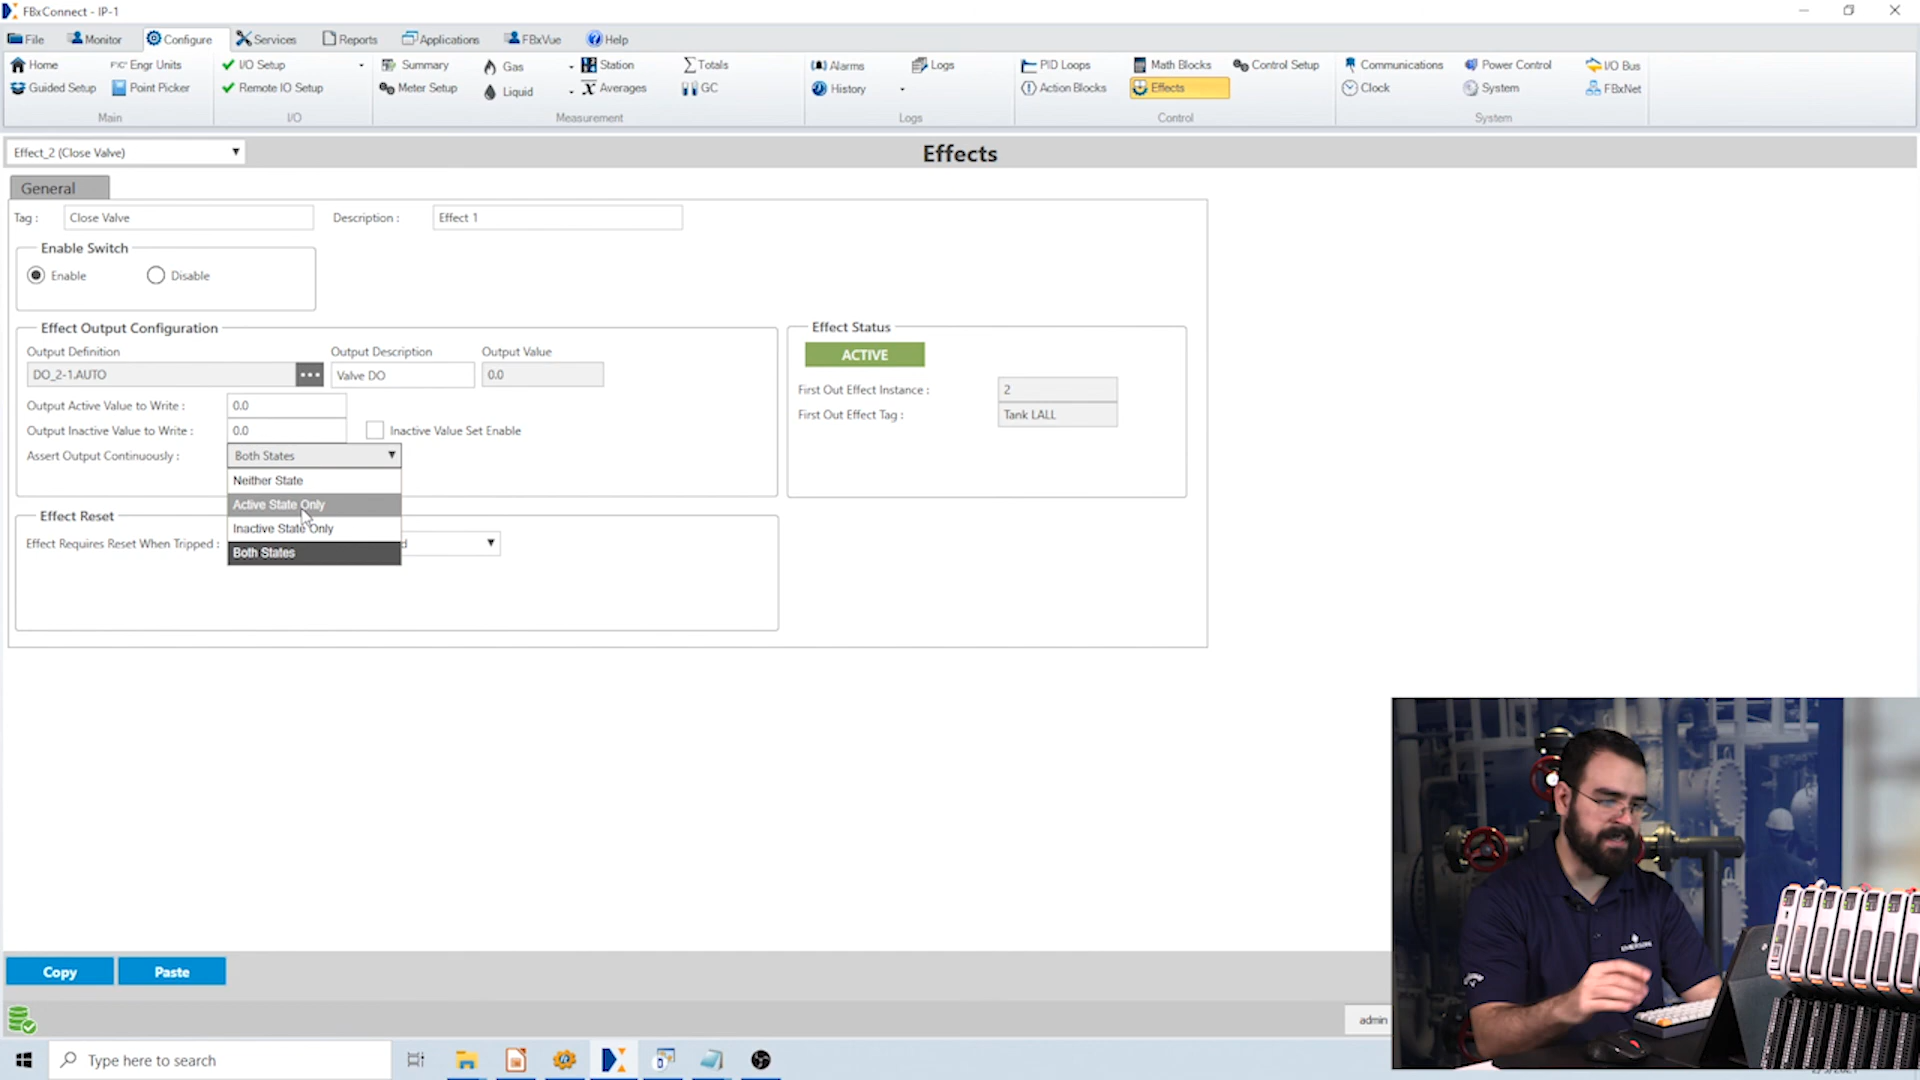 FBxConnect - IP-1
File Monitor Configure Services Reports Applications FBxVue Help
Home Engr Units I/O Setup Summary Gas Station Totals Alarms Logs PID Loops Math Blocks Control Setup Communications Power Control I/O Bus
Guided Setup Point Picker Remote IO Setup Meter Setup Liquid Averages GC History Action Blocks Effects Clock System FBxNet
Main I/O Measurement Logs Control System
Effect_2 (Close Valve) Effects
General
Tag : Close Valve Description : Effect 1
Enable Switch
Enable Disable
Effect Output Configuration Effect Status
Output Definition Output Description Output Value ACTIVE
DO_2-1.AUTO Valve DO 0.0
First Out Effect Instance : 2
Output Active Value to Write : 0.0
First Out Effect Tag : Tank LALL
Output Inactive Value to Write : 0.0 Inactive Value Set Enable
Assert Output Continuously : Both States
Neither State
Active State Only
Effect Reset
Inactive State Only
Effect Requires Reset When Tripped :
Both States
Copy Paste
admin
Type here to search
EMERSON